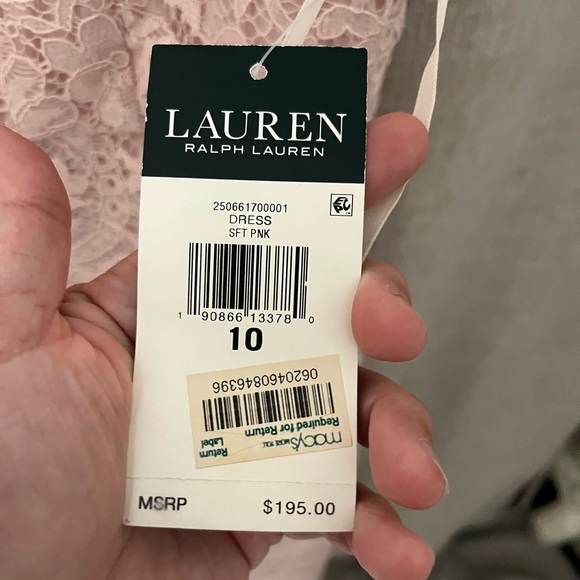 LAUREN
RALPH LAUREN
250661700001
DRESS
SFT PNK
1 90866 13378 0
10
macy's
Required for Return
Return Label
06204660846396
MSRP
$195.00